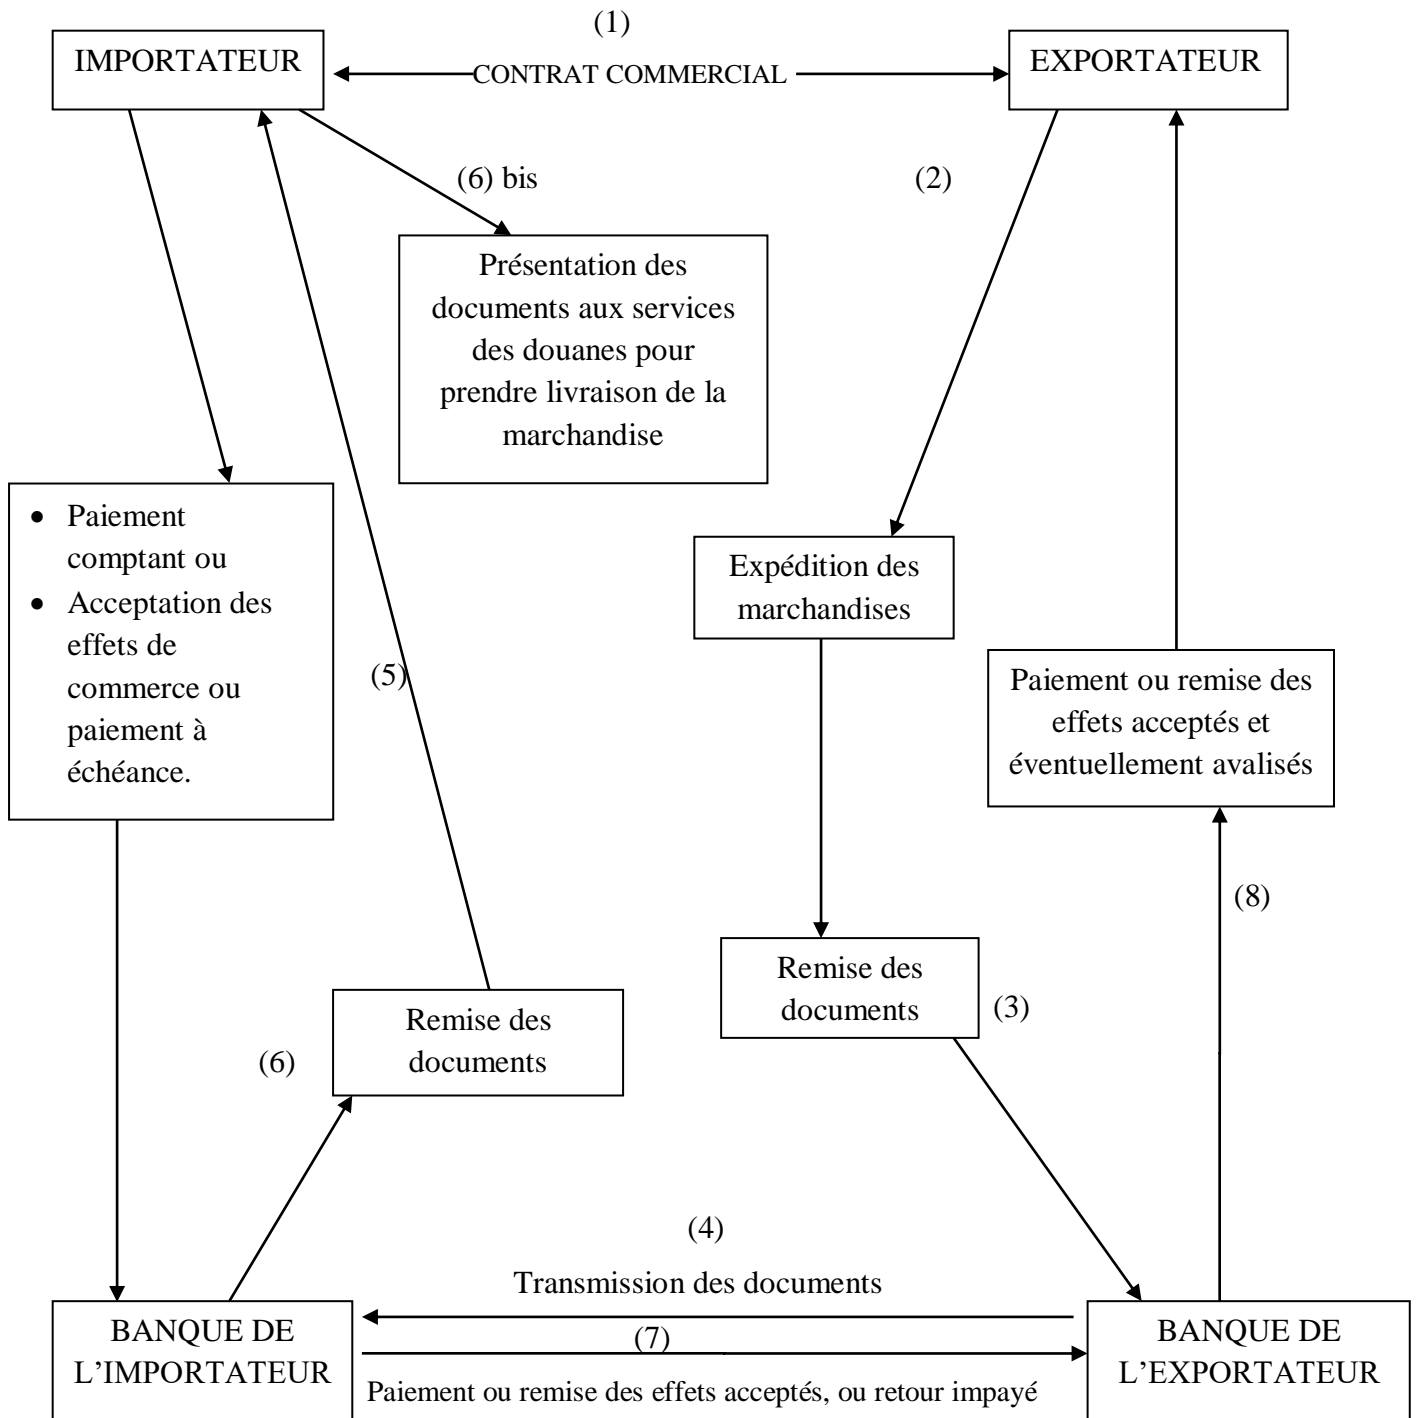 (1)
IMPORTATEUR
CONTRAT COMMERCIAL
EXPORTATEUR
(6) bis
(2)
Présentation des
documents aux services
des douanes pour
prendre livraison de la
marchandise
• Paiement
comptant ou
• Acceptation des
effets de
commerce ou
paiement à
échéance.
Expédition des
marchandises
(5)
Paiement ou remise des
effets acceptés et
éventuellement avalisés
(8)
Remise des
documents
(3)
Remise des
documents
(6)
(4)
Transmission des documents
BANQUE DE
L’IMPORTATEUR
(7)
BANQUE DE
L’EXPORTATEUR
Paiement ou remise des effets acceptés, ou retour impayé